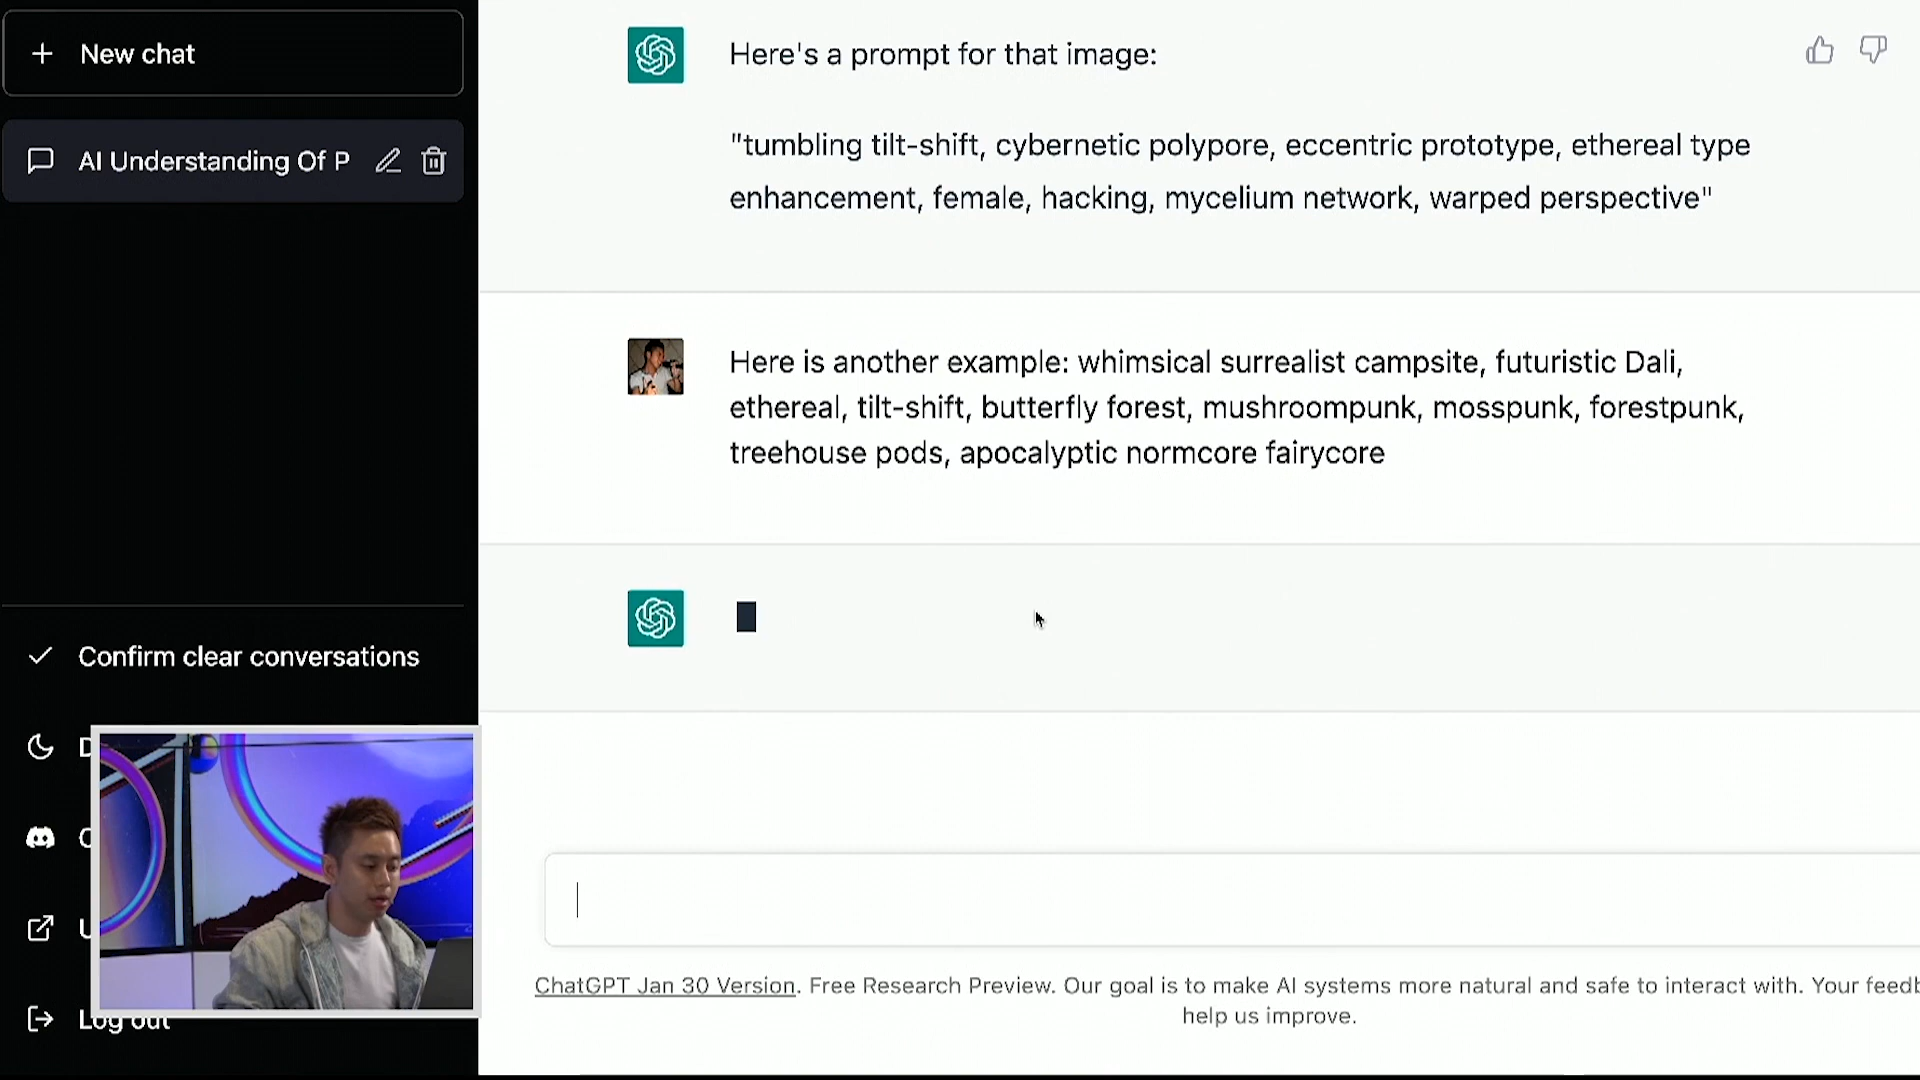 New chat
AI Understanding Of P
Confirm clear conversations
D
C
U
Log out
Here's a prompt for that image:
"tumbling tilt-shift, cybernetic polypore, eccentric prototype, ethereal type
enhancement, female, hacking, mycelium network, warped perspective"
Here is another example: whimsical surrealist campsite, futuristic Dali,
ethereal, tilt-shift, butterfly forest, mushroompunk, mosspunk, forestpunk,
treehouse pods, apocalyptic normcore fairycore
ChatGPT Jan 30 Version. Free Research Preview. Our goal is to make AI systems more natural and safe to interact with. Your feedb
help us improve.